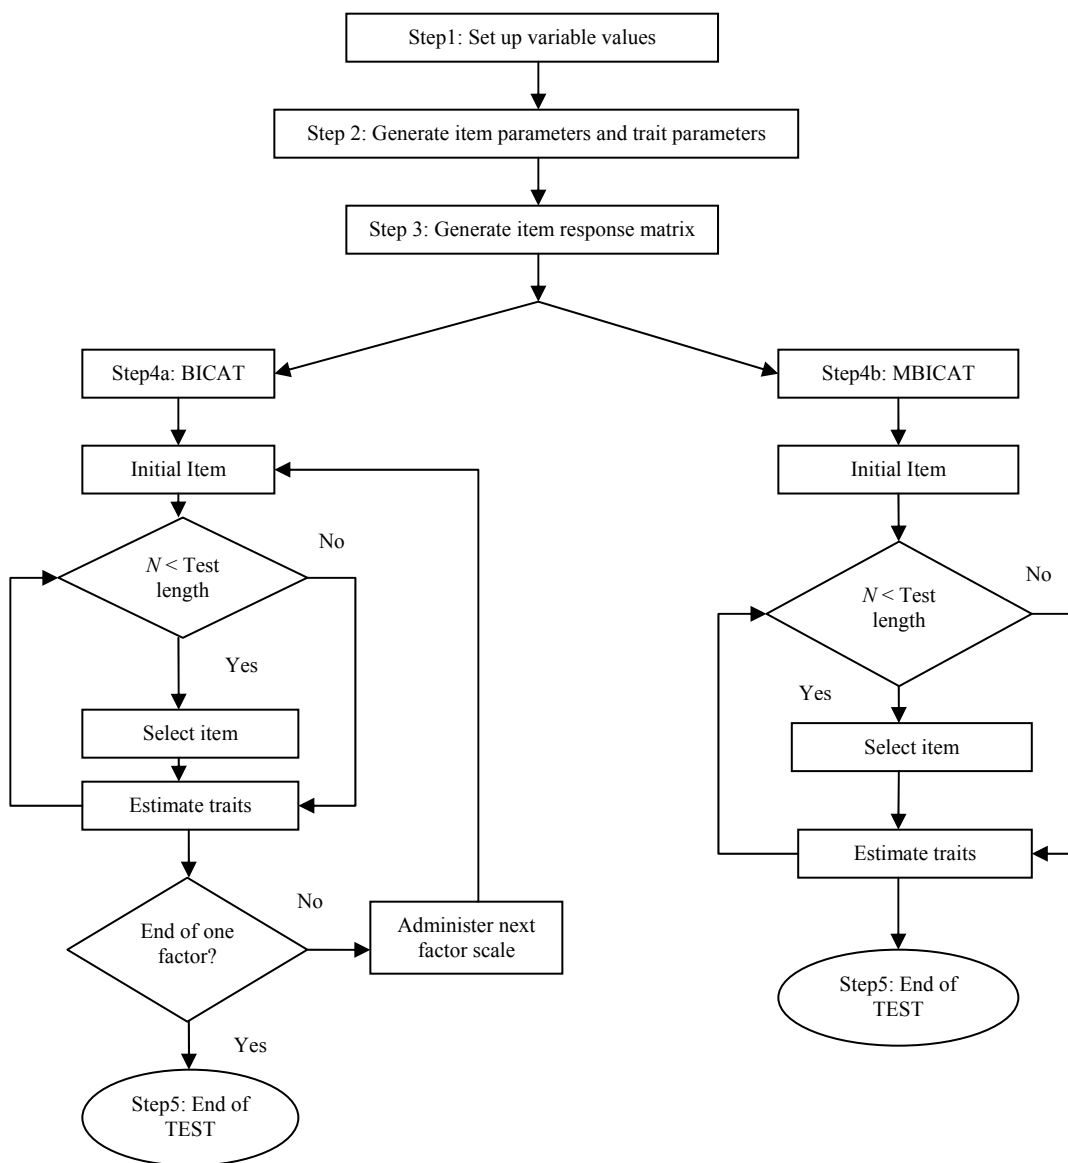 Step1: Set up variable values
Step 2: Generate item parameters and trait parameters
Step 3: Generate item response matrix
Step4a: BICAT
Initial Item
N < Test
length
No
Yes
Select item
Estimate traits
End of one
factor?
No
Administer next
factor scale
Yes
Step5: End of
TEST
Step4b: MBICAT
Initial Item
N < Test
length
No
Yes
Select item
Estimate traits
Step5: End of
TEST